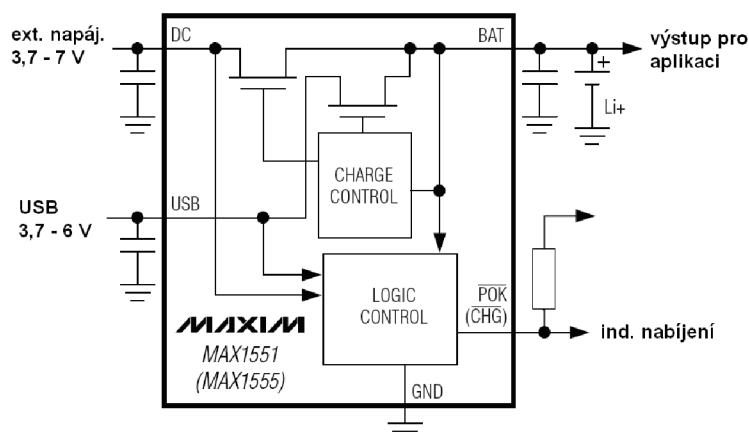 ext. napáj.
3,7 - 7 V
DC
BAT
výstup pro
aplikaci
+
Li+
CHARGE
CONTROL
USB
3,7 - 6 V
USB
LOGIC
CONTROL
POK
(CHG)
ind. nabíjení
MAXIM
MAX1551
(MAX1555)
GND